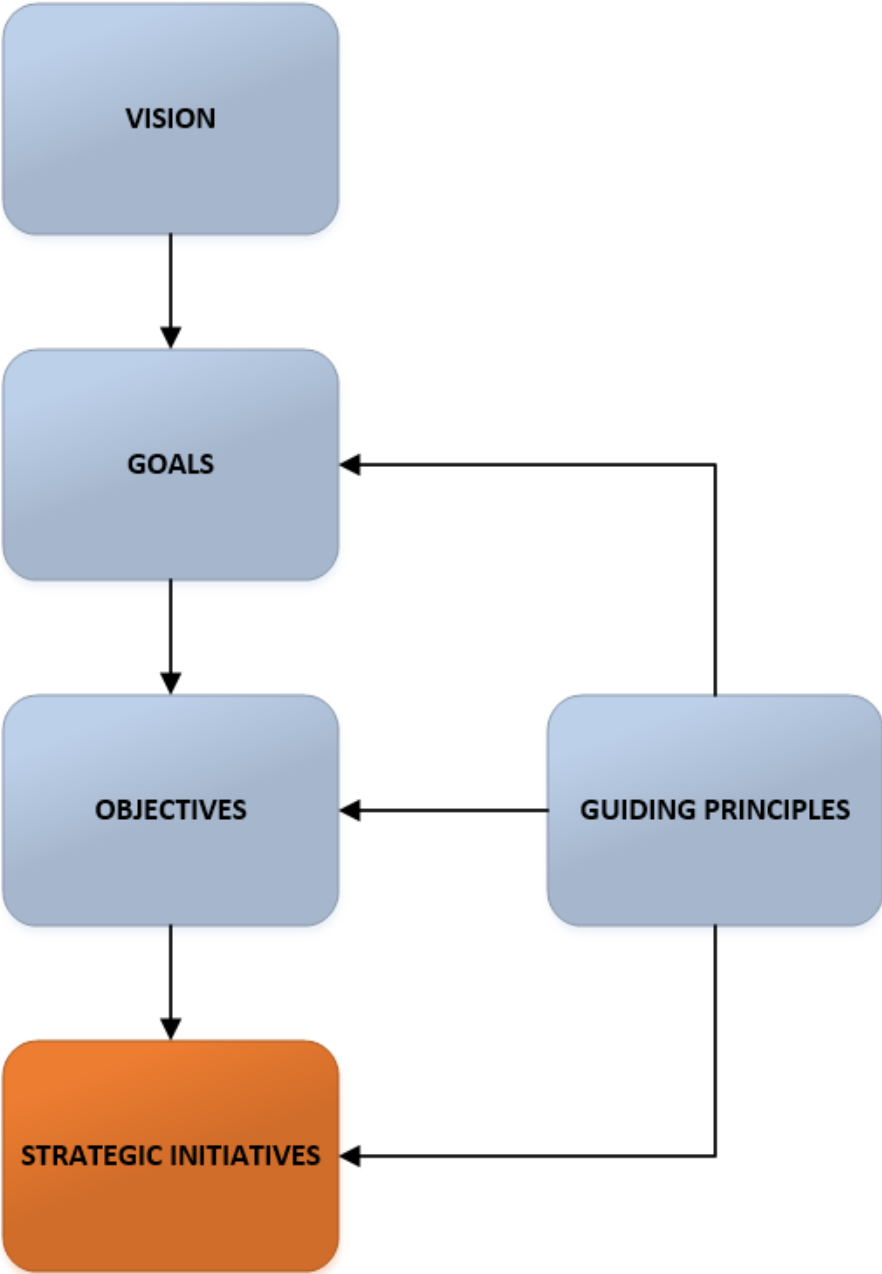 VISION
GOALS
OBJECTIVES
GUIDING PRINCIPLES
STRATEGIC INITIATIVES